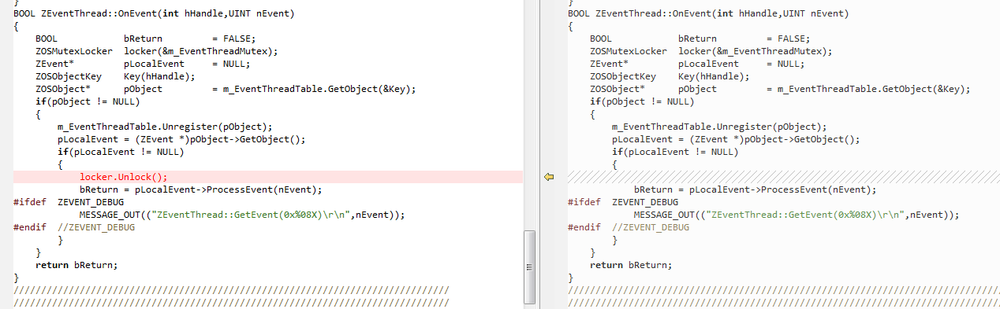 }
BOOL ZEventThread::OnEvent(int hHandle,UINT nEvent)
{
    BOOL            bReturn         = FALSE;
    ZOSMutexLocker  locker(&m_EventThreadMutex);
    ZEvent*         pLocalEvent     = NULL;
    ZOSObjectKey    Key(hHandle);
    ZOSObject*      pObject         = m_EventThreadTable.GetObject(&Key);
    if(pObject != NULL)
    {
        m_EventThreadTable.Unregister(pObject);
        pLocalEvent = (ZEvent *)pObject->GetObject();
        if(pLocalEvent != NULL)
        {
            locker.Unlock();
            bReturn = pLocalEvent->ProcessEvent(nEvent);
#ifdef  ZEVENT_DEBUG
            MESSAGE_OUT(("ZEventThread::GetEvent(0x%08X)\r\n",nEvent));
#endif  //ZEVENT_DEBUG
        }
    }
    return bReturn;
}
///////////////////////////////////////////////////////////////////////////////
///////////////////////////////////////////////////////////////////////////////
}
BOOL ZEventThread::OnEvent(int hHandle,UINT nEvent)
{
    BOOL            bReturn         = FALSE;
    ZOSMutexLocker  locker(&m_EventThreadMutex);
    ZEvent*         pLocalEvent     = NULL;
    ZOSObjectKey    Key(hHandle);
    ZOSObject*      pObject         = m_EventThreadTable.GetObject(&Key);
    if(pObject != NULL)
    {
        m_EventThreadTable.Unregister(pObject);
        pLocalEvent = (ZEvent *)pObject->GetObject();
        if(pLocalEvent != NULL)
        {
            bReturn = pLocalEvent->ProcessEvent(nEvent);
#ifdef  ZEVENT_DEBUG
            MESSAGE_OUT(("ZEventThread::GetEvent(0x%08X)\r\n",nEvent));
#endif  //ZEVENT_DEBUG
        }
    }
    return bReturn;
}
//////////////////////////////////////////////////////////////////////////////
//////////////////////////////////////////////////////////////////////////////